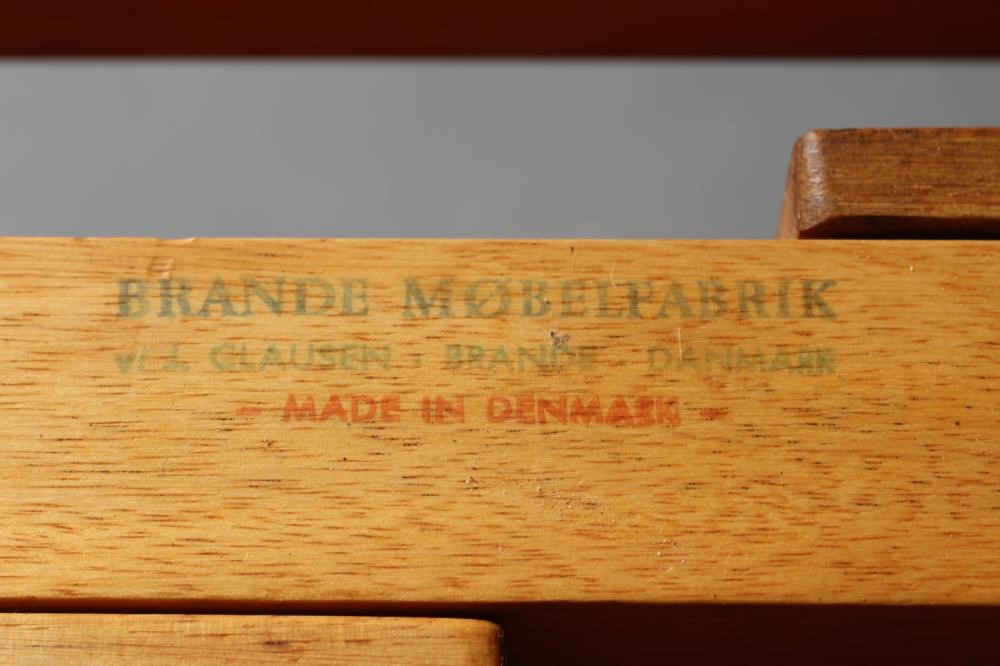 BRANDE MØBELFABRIK
v/ J. CLAUSEN · BRANDE · DANMARK
- MADE IN DENMARK -